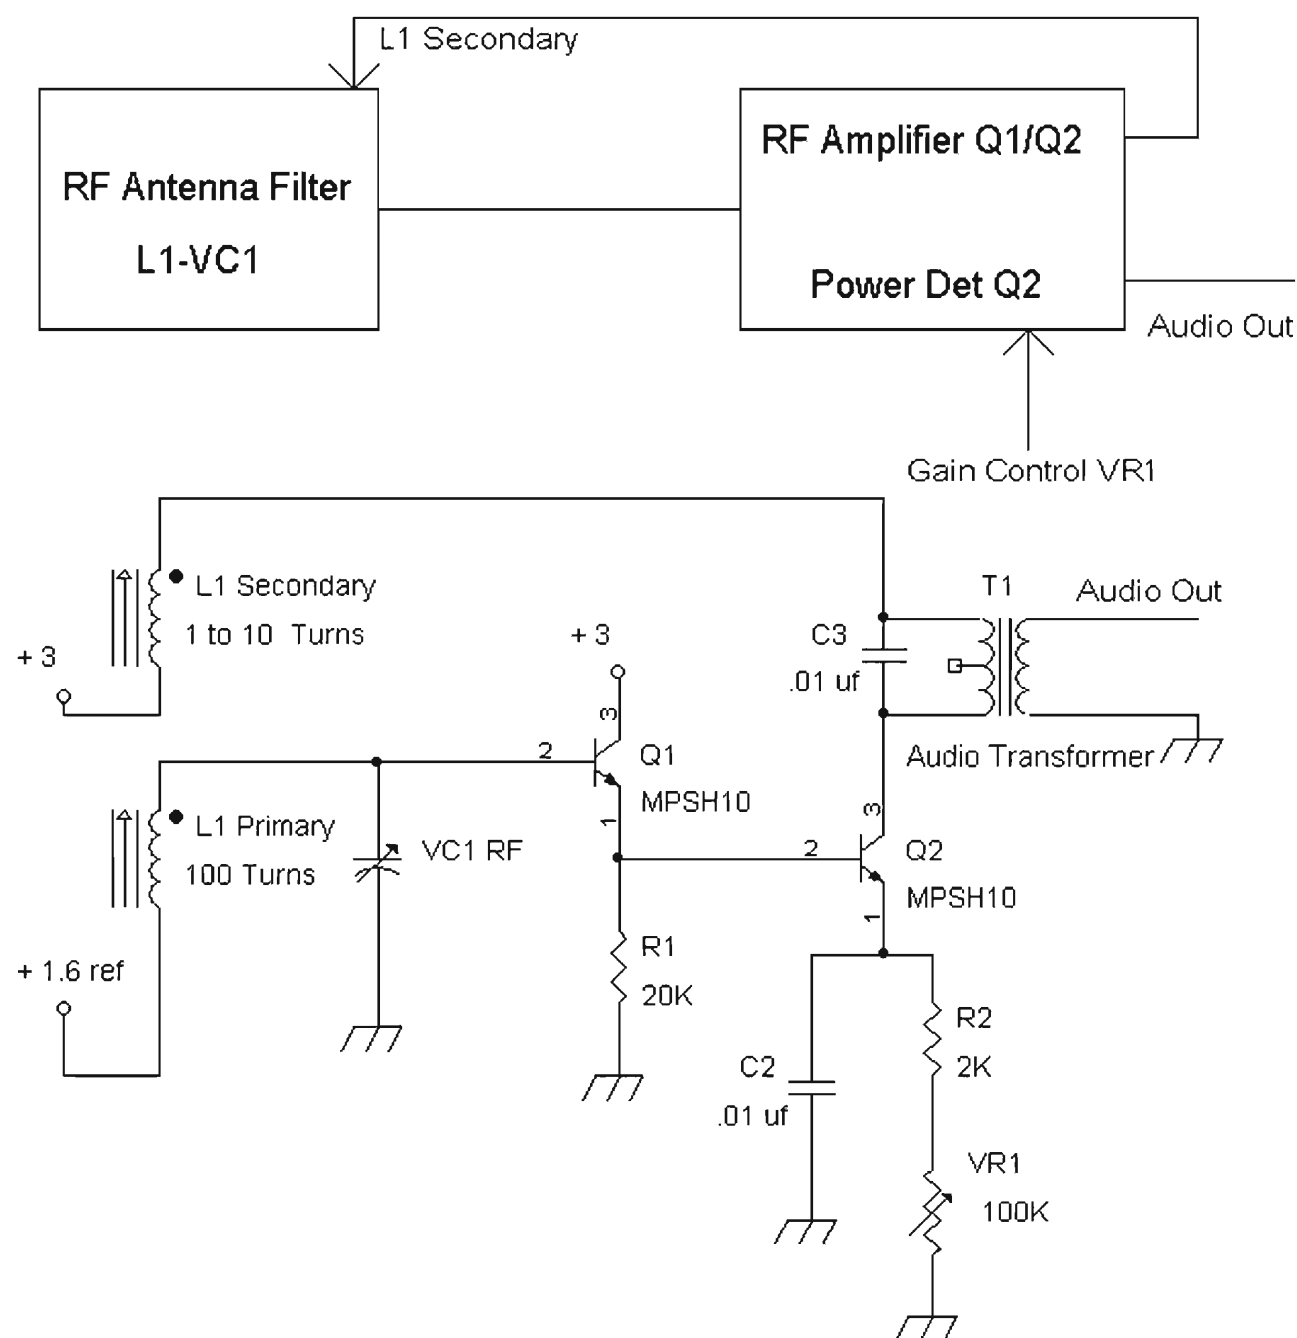 L1 Secondary
RF Antenna Filter
L1-VC1
RF Amplifier Q1/Q2
Power Det Q2
Audio Out
Gain Control VR1
L1 Secondary
1 to 10 Turns
+ 3
+ 3
C3
.01 uf
T1
Audio Out
Audio Transformer
3
2
Q1
MPSH10
1
L1 Primary
100 Turns
VC1 RF
+ 1.6 ref
3
2
Q2
MPSH10
1
R1
20K
C2
.01 uf
R2
2K
VR1
100K